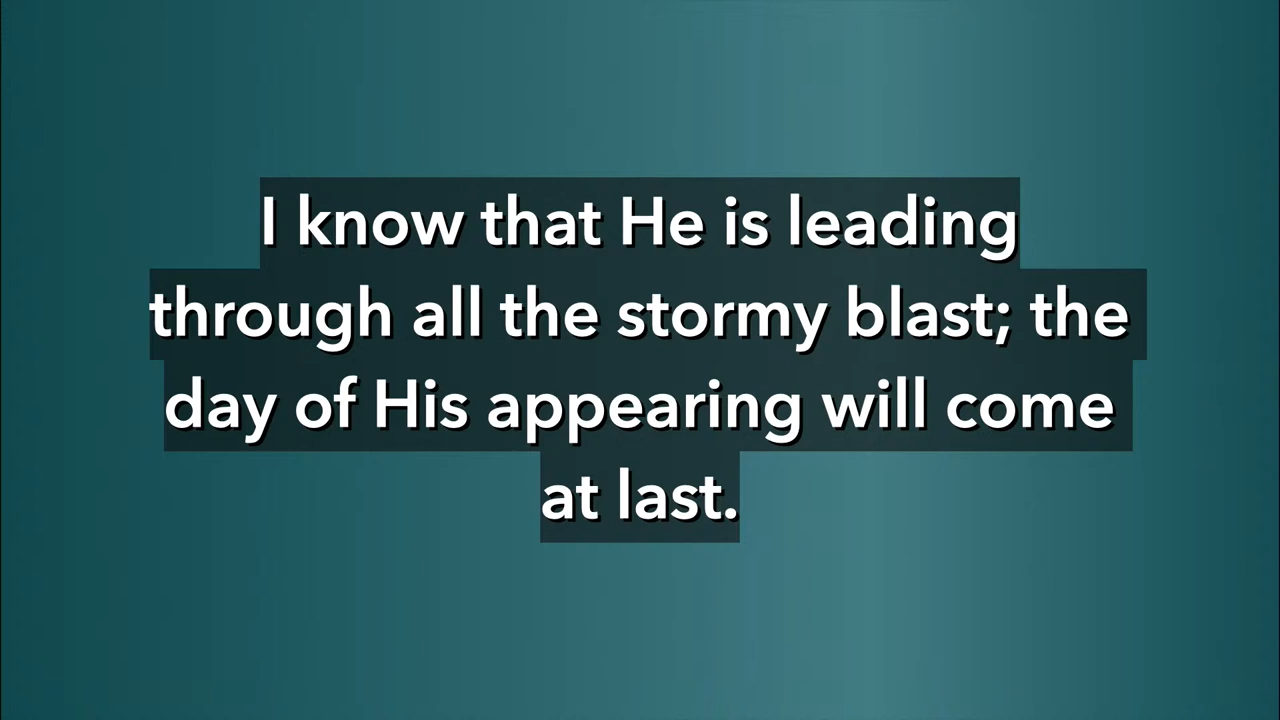 I know that He is leading
through all the stormy blast; the
day of His appearing will come
at last.